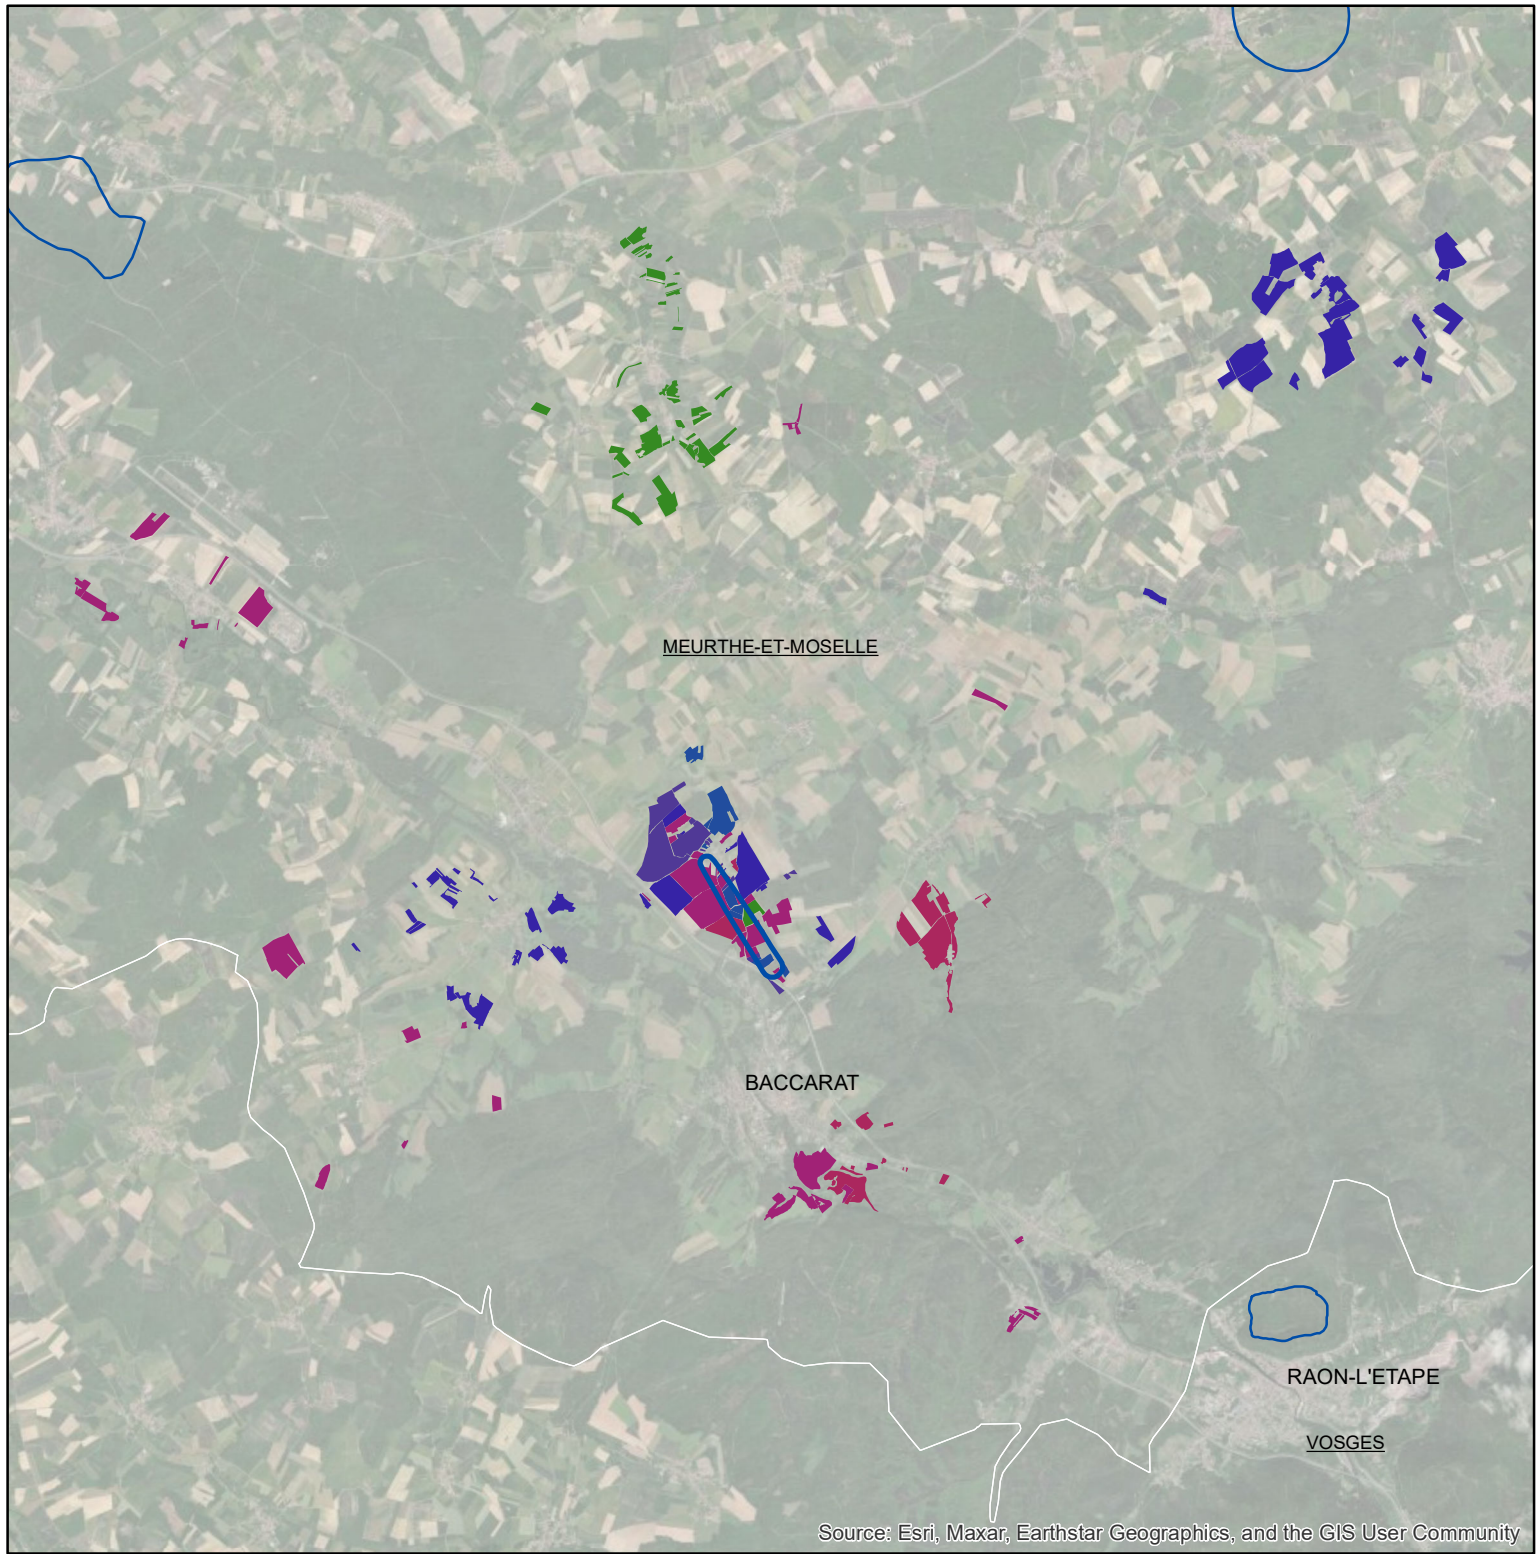 MEURTHE-ET-MOSELLE
BACCARAT
RAON-L'ETAPE
VOSGES
Source: Esri, Maxar, Earthstar Geographics, and the GIS User Community